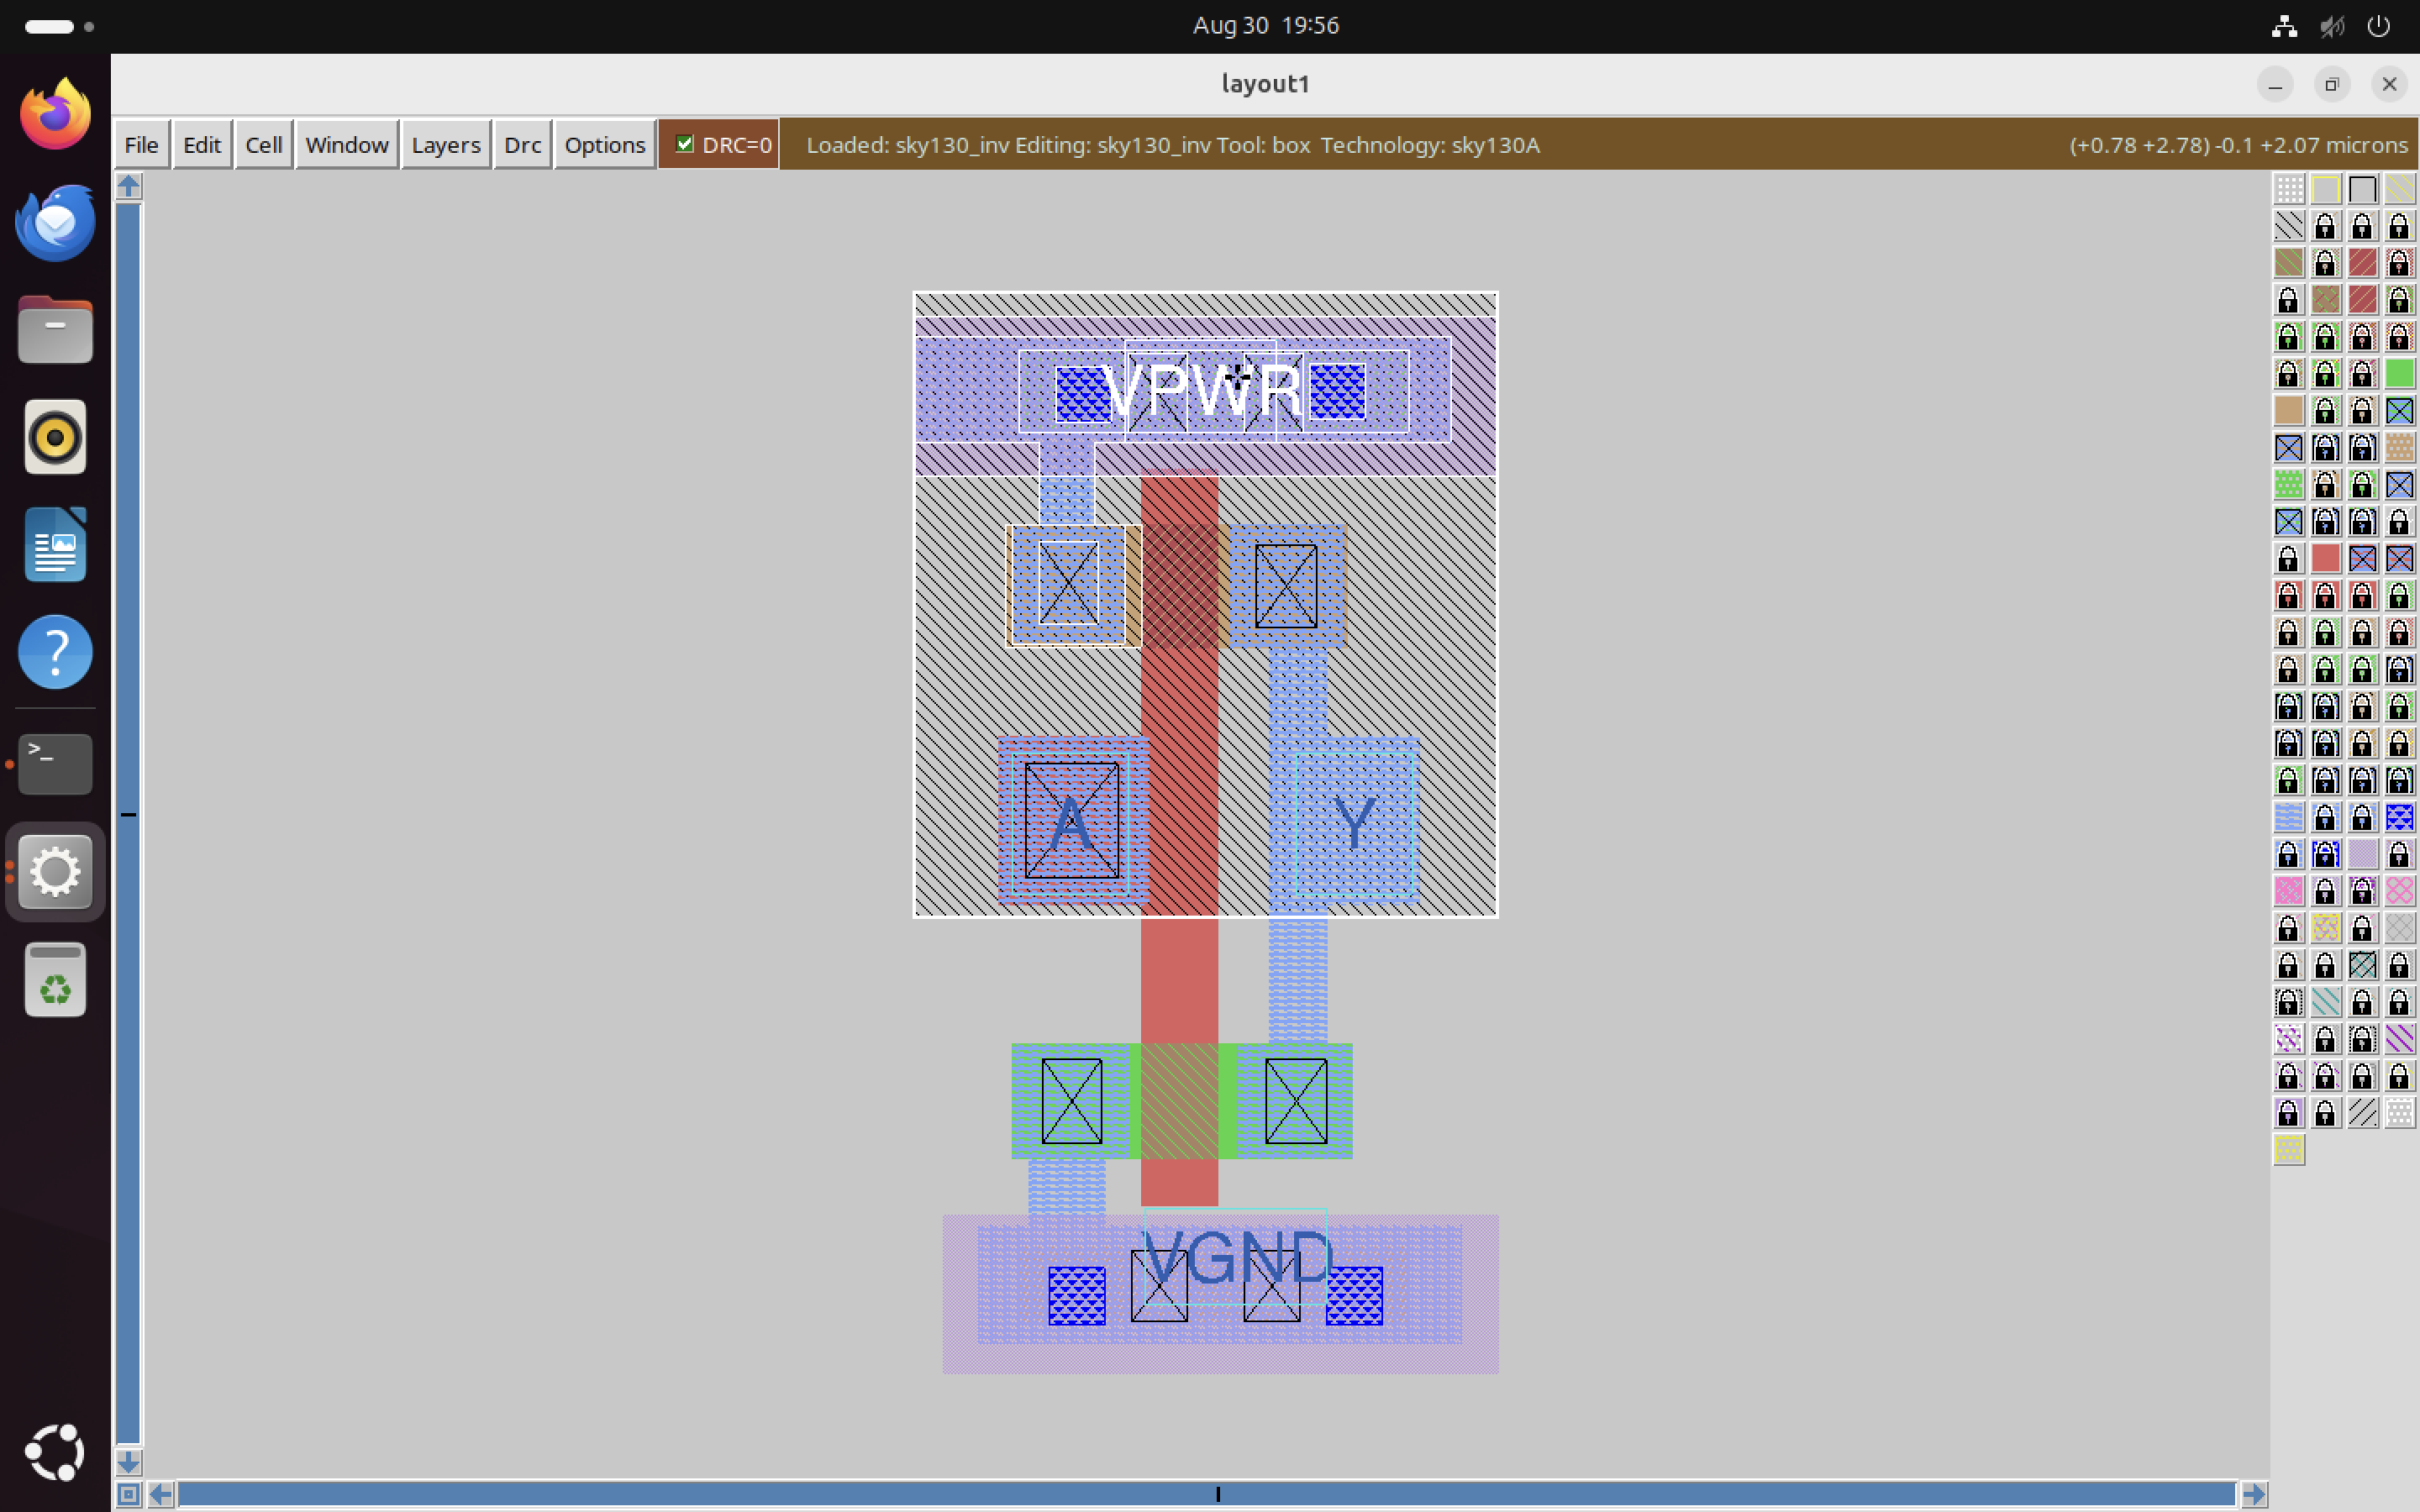 Aug 30 19:56
layout1
File Edit Cell Window Layers Drc Options DRC=0 Loaded: sky130_inv Editing: sky130_inv Tool: box Technology: sky130A (+0.78 +2.78) -0.1 +2.07 microns
VPWR
A Y
VGND